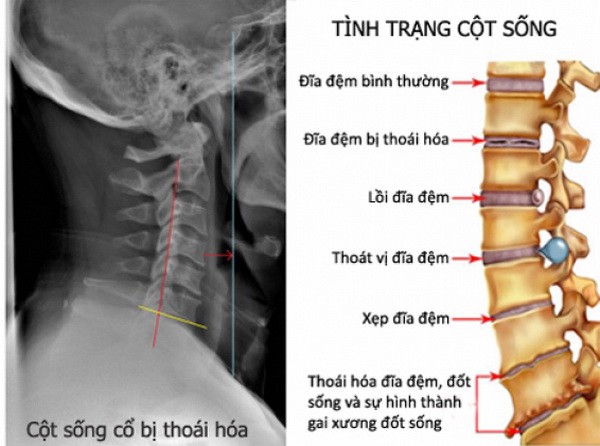 TÌNH TRẠNG CỘT SỐNG
Đĩa đệm bình thường
Đĩa đệm bị thoái hóa
Lồi đĩa đệm
Thoát vị đĩa đệm
Xẹp đĩa đệm
Thoái hóa đĩa đệm, đốt
sống và sự hình thành
gai xương đốt sống
Cột sống cổ bị thoái hóa